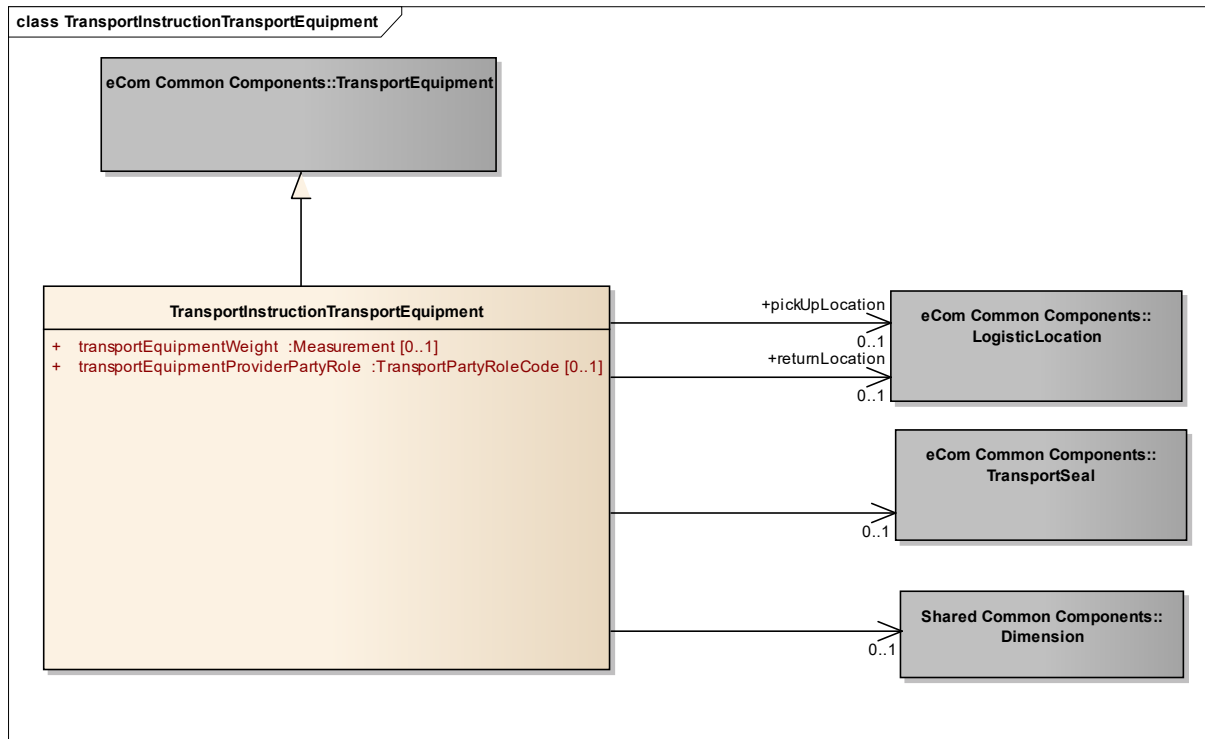 class TransportInstructionTransportEquipment
eCom Common Components::TransportEquipment
TransportInstructionTransportEquipment
+ transportEquipmentWeight :Measurement [0..1]
+ transportEquipmentProviderPartyRole :TransportPartyRoleCode [0..1]
+pickUpLocation
0..1
+returnLocation
0..1
eCom Common Components::
LogisticLocation
eCom Common Components::
TransportSeal
0..1
Shared Common Components::
Dimension
0..1